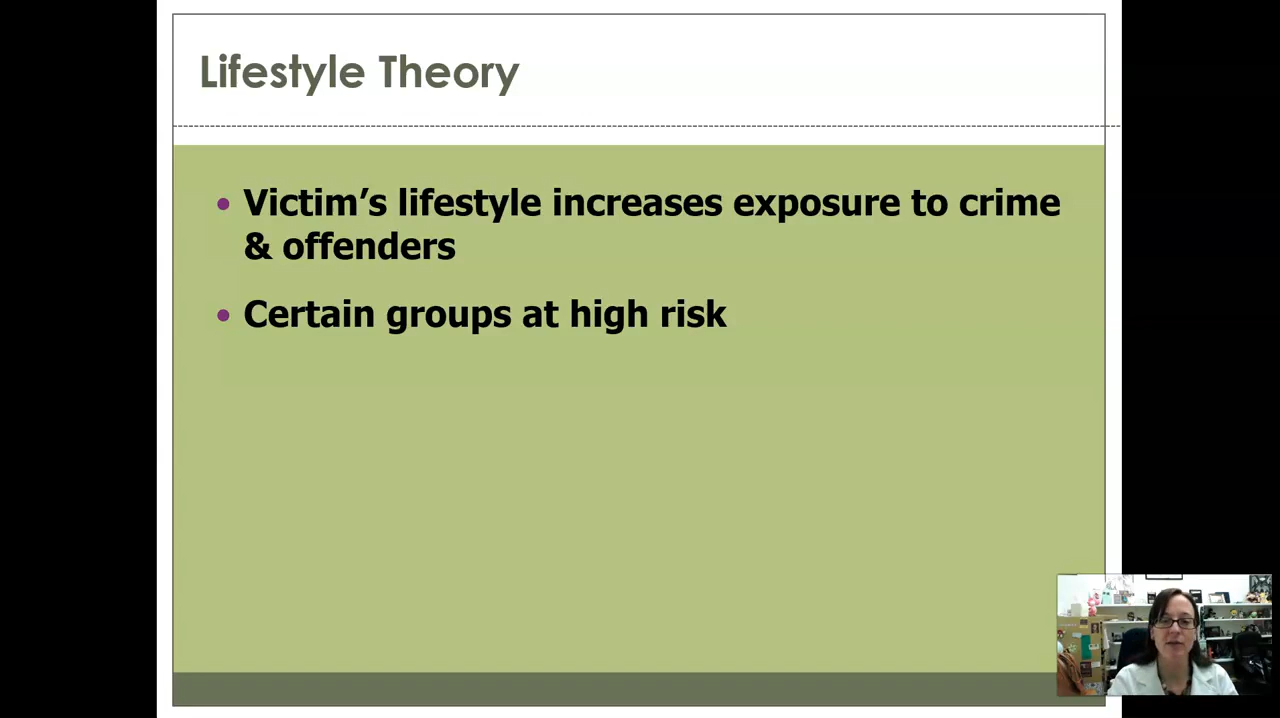 Lifestyle Theory
• Victim’s lifestyle increases exposure to crime
& offenders
• Certain groups at high risk